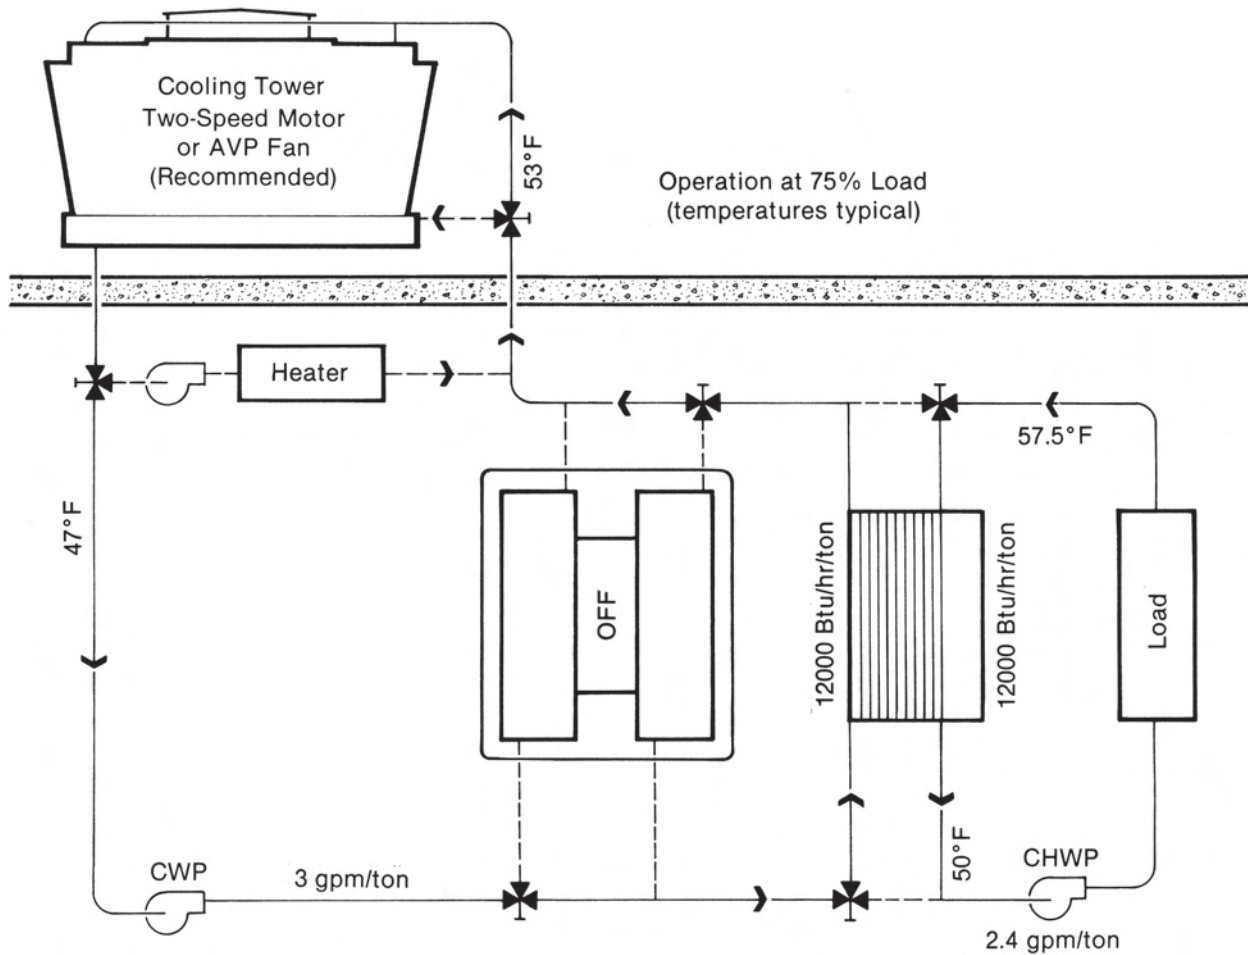 Cooling Tower
Two-Speed Motor
or AVP Fan
(Recommended)
53°F
Operation at 75% Load
(temperatures typical)
Heater
57.5°F
47°F
OFF
12000 Btu/hr/ton
12000 Btu/hr/ton
Load
50°F
CWP
3 gpm/ton
CHWP
2.4 gpm/ton